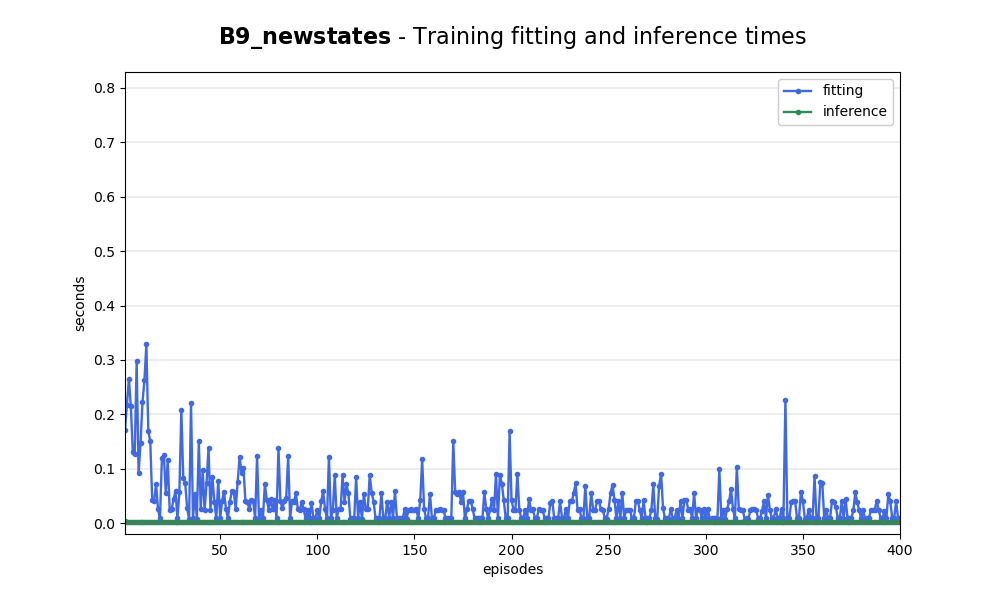 B9_newstates - Training fitting and inference times
fitting
inference
0.8
0.7
0.6
0.5
0.4
0.3
0.2
0.1
0.0
seconds
50 100 150 200 250 300 350 400
episodes